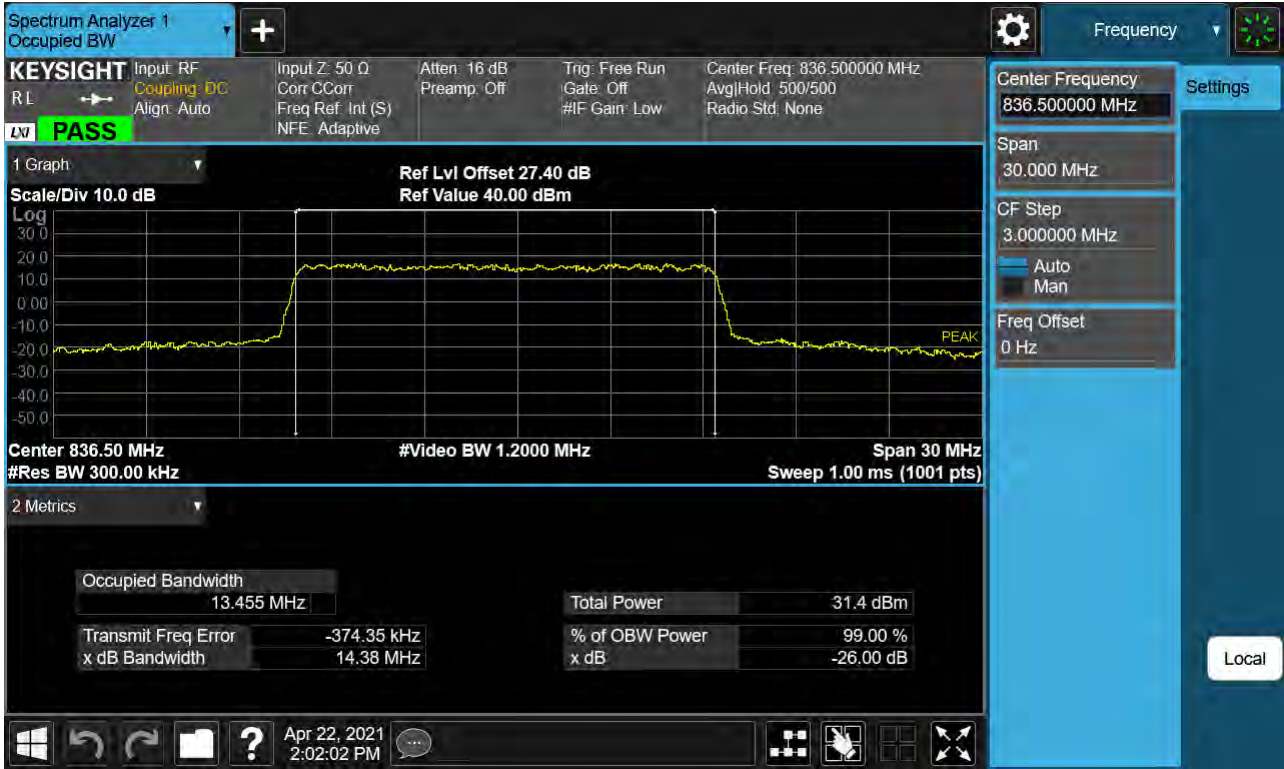 Spectrum Analyzer 1
Occupied BW
Frequency
KEYSIGHT
RL
LXI
PASS
Input: RF
Coupling: DC
Align: Auto
Input Z: 50 Ω
Corr CCorr
Freq Ref: Int (S)
NFE: Adaptive
Atten: 16 dB
Preamp: Off
Trig: Free Run
Gate: Off
#IF Gain: Low
Center Freq: 836.500000 MHz
Avg|Hold: 500/500
Radio Std: None
Center Frequency
836.500000 MHz
Settings
Span
30.000 MHz
CF Step
3.000000 MHz
Auto
Man
Freq Offset
0 Hz
1 Graph
Scale/Div 10.0 dB
Ref Lvl Offset 27.40 dB
Ref Value 40.00 dBm
Log
30.0
20.0
10.0
0.00
-10.0
-20.0
-30.0
-40.0
-50.0
PEAK
Center 836.50 MHz
#Video BW 1.2000 MHz
Span 30 MHz
#Res BW 300.00 kHz
Sweep 1.00 ms (1001 pts)
2 Metrics
Occupied Bandwidth
13.455 MHz
Total Power 31.4 dBm
Transmit Freq Error -374.35 kHz
% of OBW Power 99.00 %
x dB Bandwidth 14.38 MHz
x dB -26.00 dB
Local
?
Apr 22, 2021
2:02:02 PM